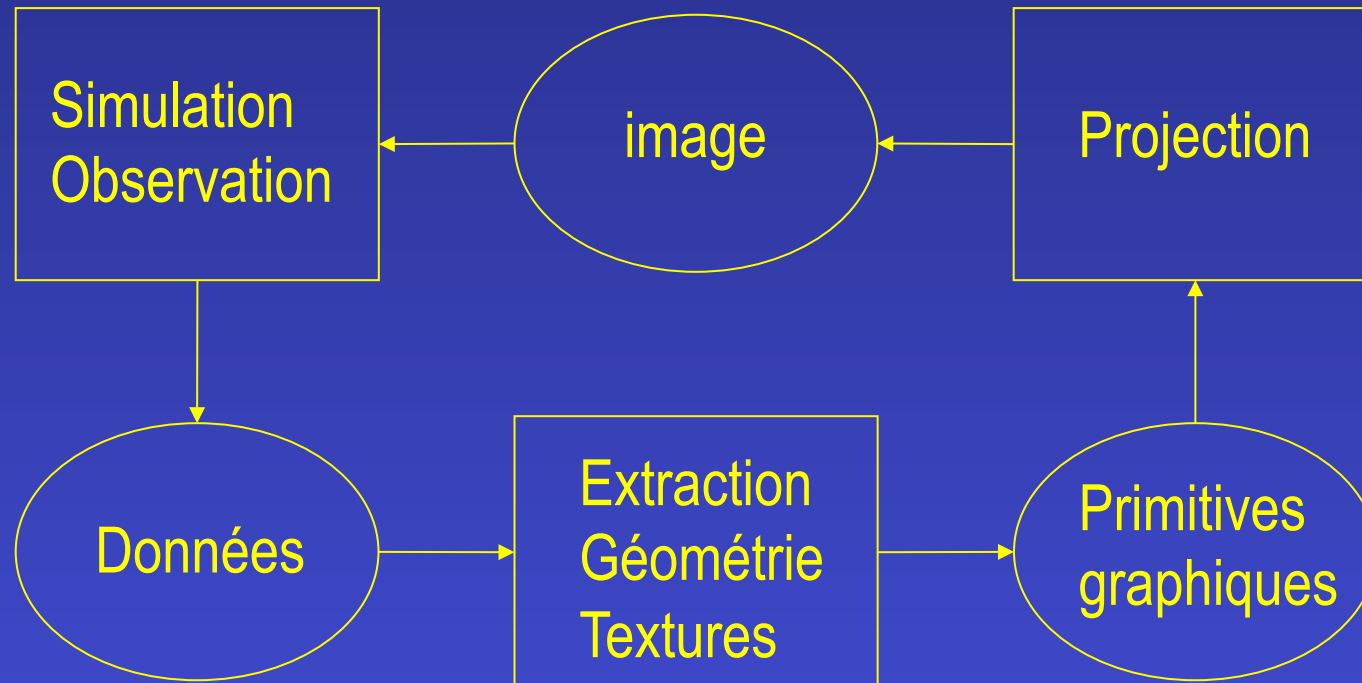 Simulation
Observation
image
Projection
Données
Extraction
Géométrie
Textures
Primitives
graphiques